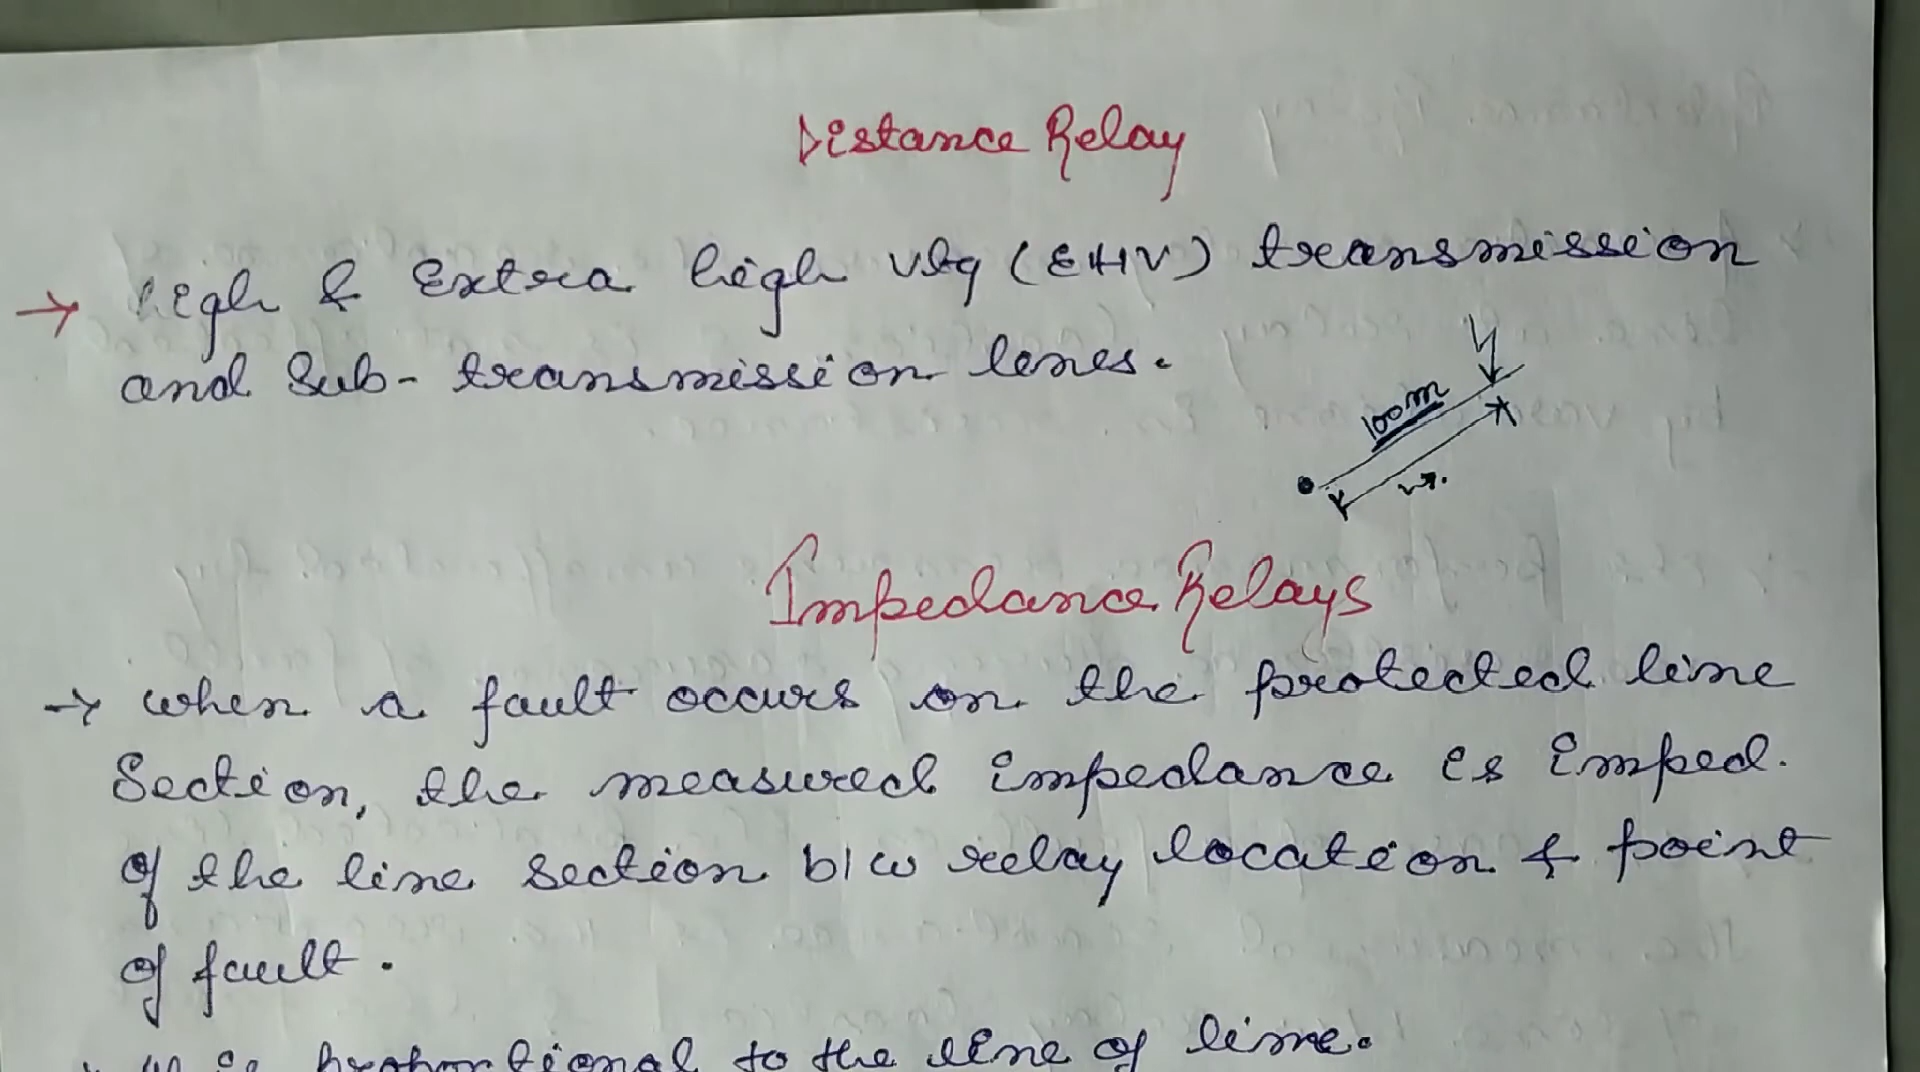 Distance Relay
→ high & Extra high vtg (EHV) transmission
and Sub-transmission lines.
100m
Impedance Relays
→ when a fault occurs on the protected line
Section, the measured impedance is imped.
of the line section b/w relay location & point
of fault.
proportional to the line of line.